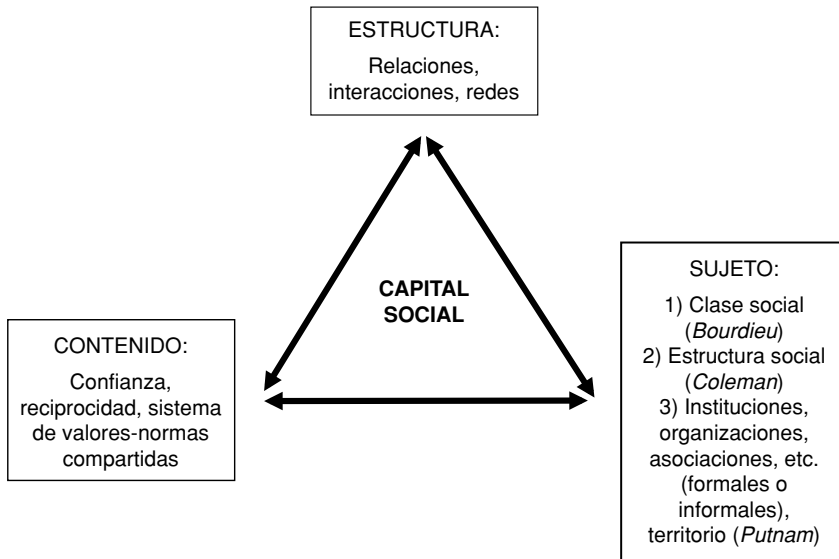 ESTRUCTURA:
Relaciones,
interacciones, redes
CAPITAL
SOCIAL
CONTENIDO:
Confianza,
reciprocidad, sistema
de valores-normas
compartidas
SUJETO:
1) Clase social
(Bourdieu)
2) Estructura social
(Coleman)
3) Instituciones,
organizaciones,
asociaciones, etc.
(formales o
informales),
territorio (Putnam)